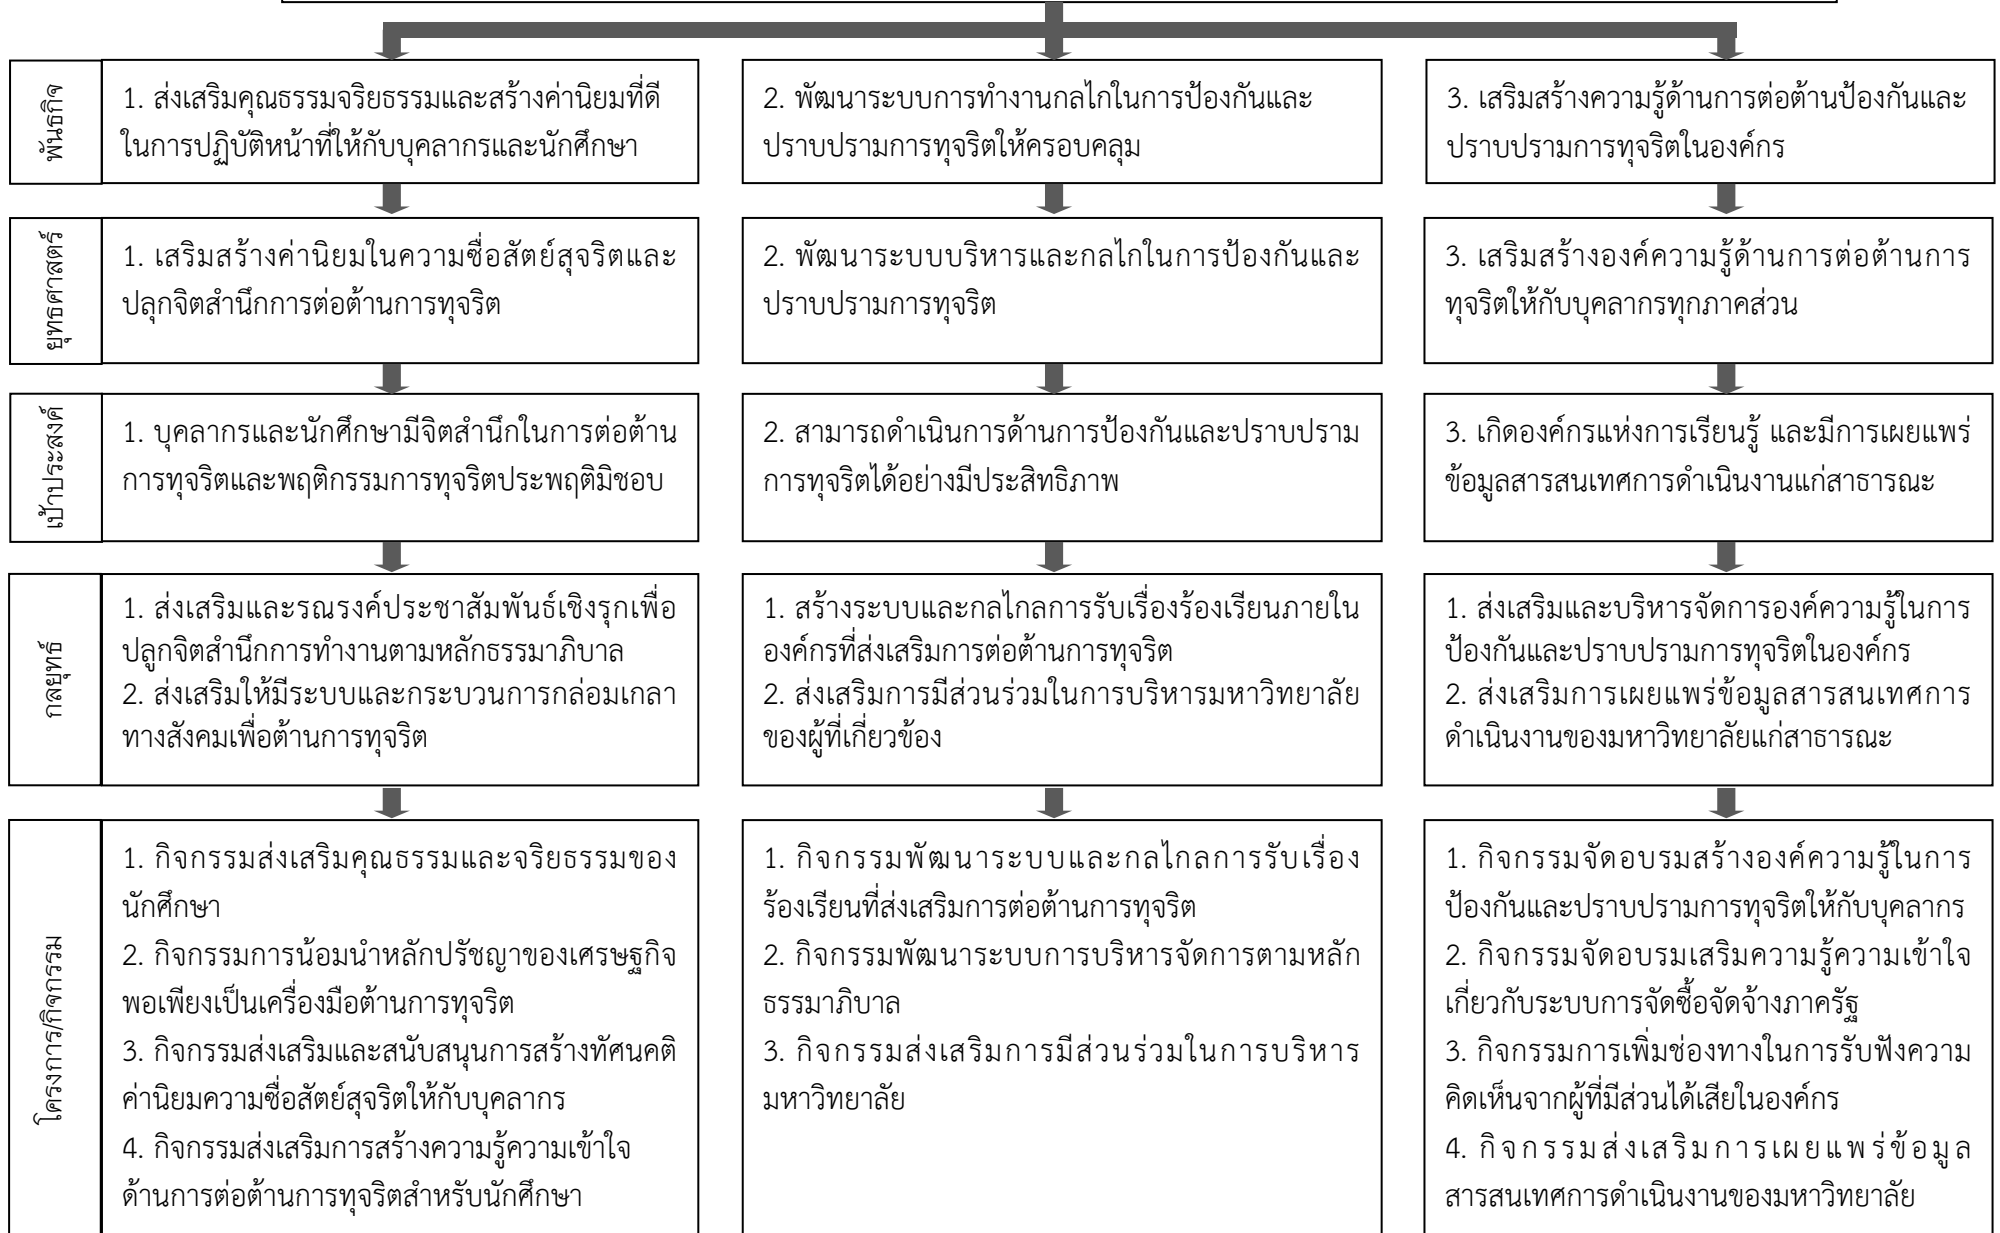 พันธกิจ
1. ส่งเสริมคุณธรรมจริยธรรมและสร้างค่านิยมที่ดี
ในการปฏิบัติหน้าที่ให้กับบุคลากรและนักศึกษา
2. พัฒนาระบบการทำงานกลไกในการป้องกันและ
ปราบปรามการทุจริตให้ครอบคลุม
3. เสริมสร้างความรู้ด้านการต่อต้านป้องกันและ
ปราบปรามการทุจริตในองค์กร
ยุทธศาสตร์
1. เสริมสร้างค่านิยมในความซื่อสัตย์สุจริตและ
ปลุกจิตสำนึกการต่อต้านการทุจริต
2. พัฒนาระบบบริหารและกลไกในการป้องกันและ
ปราบปรามการทุจริต
3. เสริมสร้างองค์ความรู้ด้านการต่อต้านการ
ทุจริตให้กับบุคลากรทุกภาคส่วน
เป้าประสงค์
1. บุคลากรและนักศึกษามีจิตสำนึกในการต่อต้าน
การทุจริตและพฤติกรรมการทุจริตประพฤติมิชอบ
2. สามารถดำเนินการด้านการป้องกันและปราบปราม
การทุจริตได้อย่างมีประสิทธิภาพ
3. เกิดองค์กรแห่งการเรียนรู้ และมีการเผยแพร่
ข้อมูลสารสนเทศการดำเนินงานแก่สาธารณะ
กลยุทธ์
1. ส่งเสริมและรณรงค์ประชาสัมพันธ์เชิงรุกเพื่อ
ปลูกจิตสำนึกการทำงานตามหลักธรรมาภิบาล
2. ส่งเสริมให้มีระบบและกระบวนการกล่อมเกลา
ทางสังคมเพื่อต้านการทุจริต
1. สร้างระบบและกลไกลการรับเรื่องร้องเรียนภายใน
องค์กรที่ส่งเสริมการต่อต้านการทุจริต
2. ส่งเสริมการมีส่วนร่วมในการบริหารมหาวิทยาลัย
ของผู้ที่เกี่ยวข้อง
1. ส่งเสริมและบริหารจัดการองค์ความรู้ในการ
ป้องกันและปราบปรามการทุจริตในองค์กร
2. ส่งเสริมการเผยแพร่ข้อมูลสารสนเทศการ
ดำเนินงานของมหาวิทยาลัยแก่สาธารณะ
โครงการ/กิจกรรม
1. กิจกรรมส่งเสริมคุณธรรมและจริยธรรมของ
นักศึกษา
2. กิจกรรมการน้อมนำหลักปรัชญาของเศรษฐกิจ
พอเพียงเป็นเครื่องมือต้านการทุจริต
3. กิจกรรมส่งเสริมและสนับสนุนการสร้างทัศนคติ
ค่านิยมความซื่อสัตย์สุจริตให้กับบุคลากร
4. กิจกรรมส่งเสริมการสร้างความรู้ความเข้าใจ
ด้านการต่อต้านการทุจริตสำหรับนักศึกษา
1. กิจกรรมพัฒนาระบบและกลไกลการรับเรื่อง
ร้องเรียนที่ส่งเสริมการต่อต้านการทุจริต
2. กิจกรรมพัฒนาระบบการบริหารจัดการตามหลัก
ธรรมาภิบาล
3. กิจกรรมส่งเสริมการมีส่วนร่วมในการบริหาร
มหาวิทยาลัย
1. กิจกรรมจัดอบรมสร้างองค์ความรู้ในการ
ป้องกันและปราบปรามการทุจริตให้กับบุคลากร
2. กิจกรรมจัดอบรมเสริมความรู้ความเข้าใจ
เกี่ยวกับระบบการจัดซื้อจัดจ้างภาครัฐ
3. กิจกรรมการเพิ่มช่องทางในการรับฟังความ
คิดเห็นจากผู้ที่มีส่วนได้เสียในองค์กร
4. กิจกรรมส่งเสริมการเผยแพร่ข้อมูล
สารสนเทศการดำเนินงานของมหาวิทยาลัย